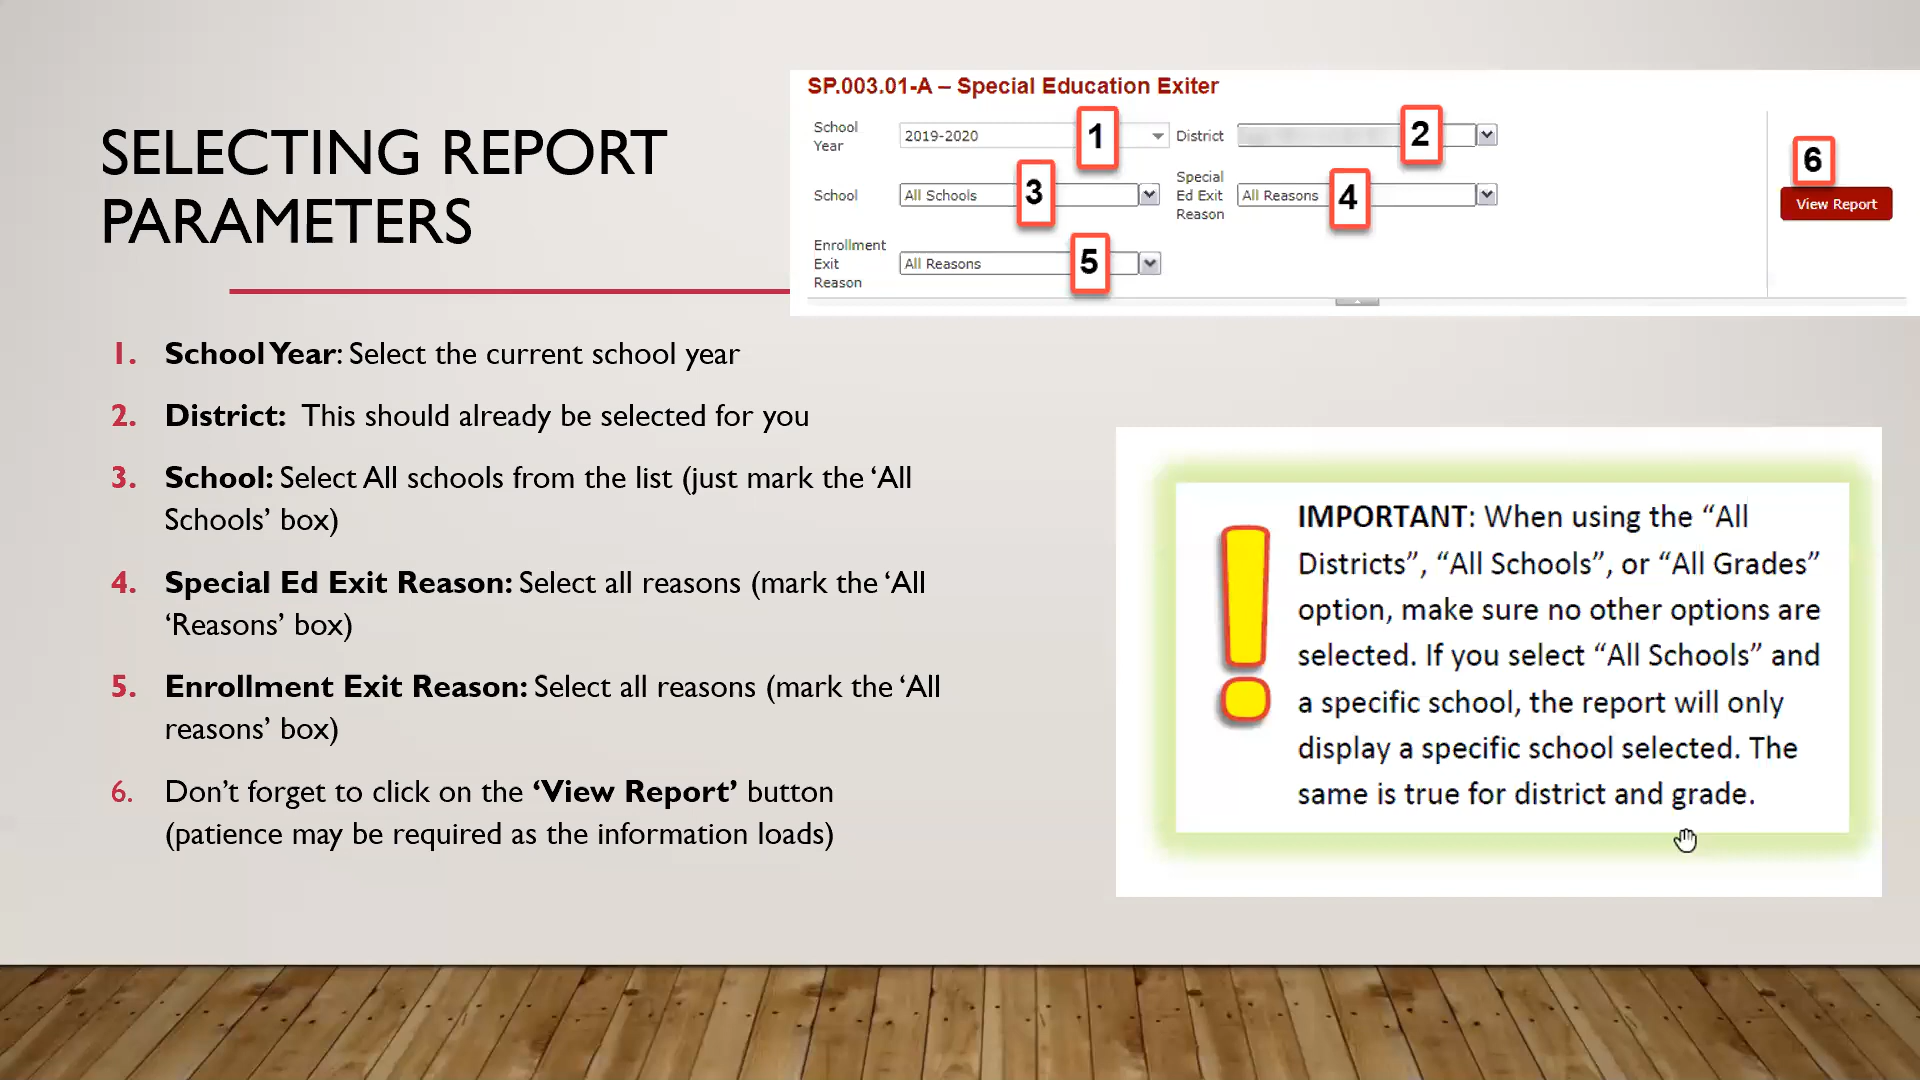 SELECTING REPORT
PARAMETERS
SP.003.01-A – Special Education Exiter
School
Year
2019-2020
1
District
2
School
All Schools
3
Special
Ed Exit
Reason
All Reasons
4
Enrollment
Exit
Reason
All Reasons
5
6
View Report
1. School Year: Select the current school year
2. District: This should already be selected for you
3. School: Select All schools from the list (just mark the ‘All
Schools’ box)
4. Special Ed Exit Reason: Select all reasons (mark the ‘All
‘Reasons’ box)
5. Enrollment Exit Reason: Select all reasons (mark the ‘All
reasons’ box)
6. Don’t forget to click on the ‘View Report’ button
(patience may be required as the information loads)
IMPORTANT: When using the “All
Districts”, “All Schools”, or “All Grades”
option, make sure no other options are
selected. If you select “All Schools” and
a specific school, the report will only
display a specific school selected. The
same is true for district and grade.